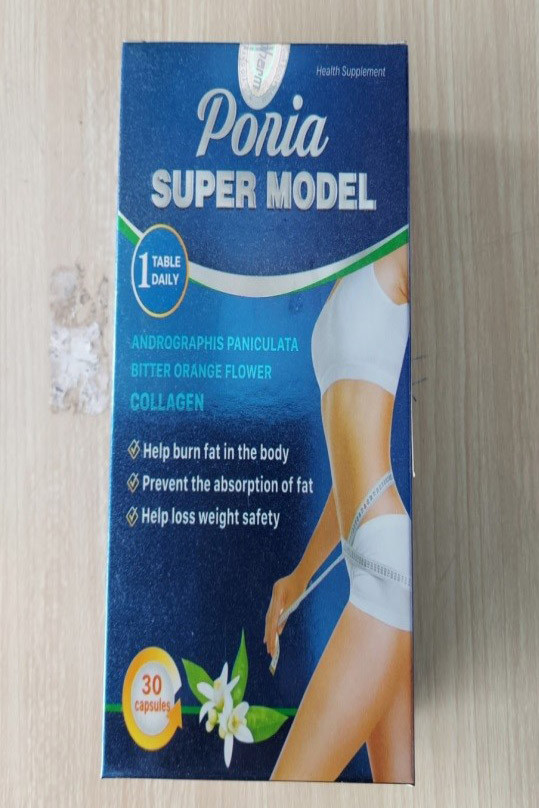 Pharm
Health Supplement
Ponia
SUPER MODEL
1 TABLE
DAILY
ANDROGRAPHIS PANICULATA
BITTER ORANGE FLOWER
COLLAGEN
Help burn fat in the body
Prevent the absorption of fat
Help loss weight safety
30
capsules